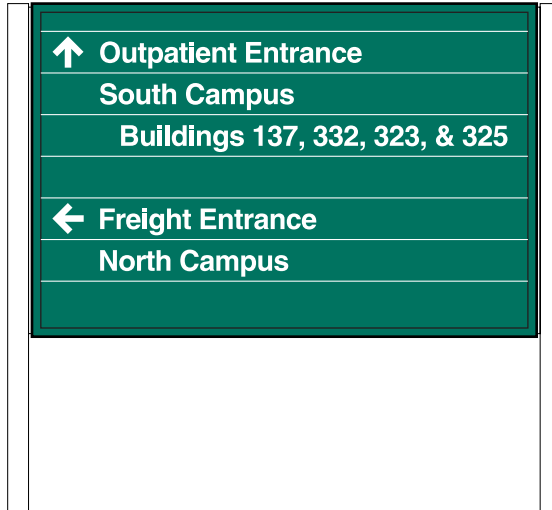 Outpatient Entrance
South Campus
Buildings 137, 332, 323, & 325
Freight Entrance
North Campus